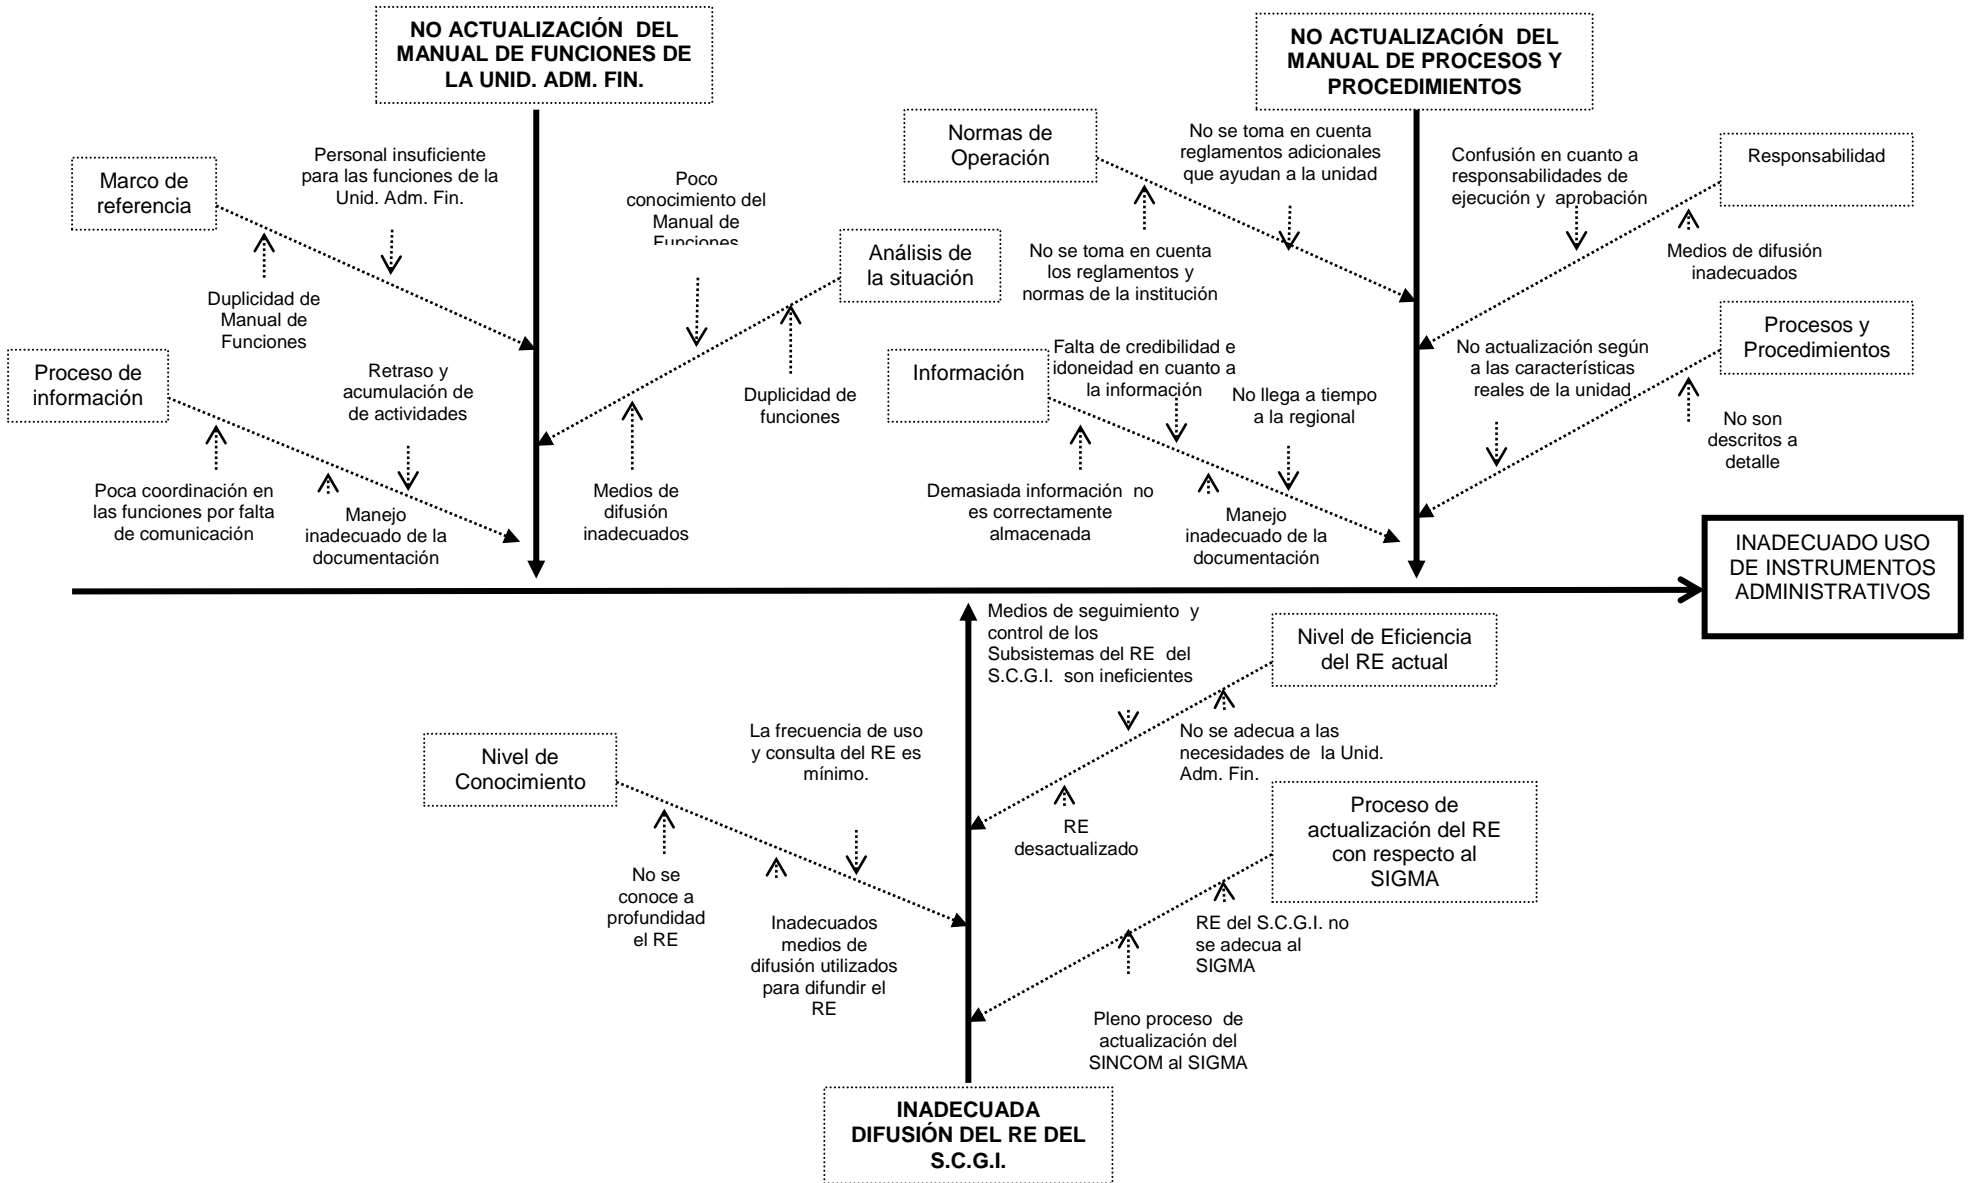 NO ACTUALIZACIÓN DEL
MANUAL DE FUNCIONES DE
LA UNID. ADM. FIN.
NO ACTUALIZACIÓN DEL
MANUAL DE PROCESOS Y
PROCEDIMIENTOS
Marco de
referencia
Personal insuficiente
para las funciones de la
Unid. Adm. Fin.
Duplicidad de
Manual de
Funciones
Poco
conocimiento del
Manual de
Funciones
Análisis de
la situación
Duplicidad de
funciones
Medios de
difusión
inadecuados
Proceso de
información
Retraso y
acumulación de
de actividades
Poca coordinación en
las funciones por falta
de comunicación
Manejo
inadecuado de la
documentación
Normas de
Operación
No se toma en cuenta
reglamentos adicionales
que ayudan a la unidad
No se toma en cuenta
los reglamentos y
normas de la institución
Confusión en cuanto a
responsabilidades de
ejecución y aprobación
Responsabilidad
Medios de difusión
inadecuados
Información
Falta de credibilidad e
idoneidad en cuanto a
la información
No llega a tiempo
a la regional
Demasiada información no
es correctamente
almacenada
Manejo
inadecuado de la
documentación
No actualización según
a las características
reales de la unidad
Procesos y
Procedimientos
No son
descritos a
detalle
INADECUADO USO
DE INSTRUMENTOS
ADMINISTRATIVOS
Medios de seguimiento y
control de los
Subsistemas del RE del
S.C.G.I. son ineficientes
Nivel de Eficiencia
del RE actual
No se adecua a las
necesidades de la Unid.
Adm. Fin.
RE
desactualizado
Nivel de
Conocimiento
La frecuencia de uso
y consulta del RE es
mínimo.
No se
conoce a
profundidad
el RE
Inadecuados
medios de
difusión utilizados
para difundir el
RE
Proceso de
actualización del RE
con respecto al
SIGMA
RE del S.C.G.I. no
se adecua al
SIGMA
Pleno proceso de
actualización del
SINCOM al SIGMA
INADECUADA
DIFUSIÓN DEL RE DEL
S.C.G.I.